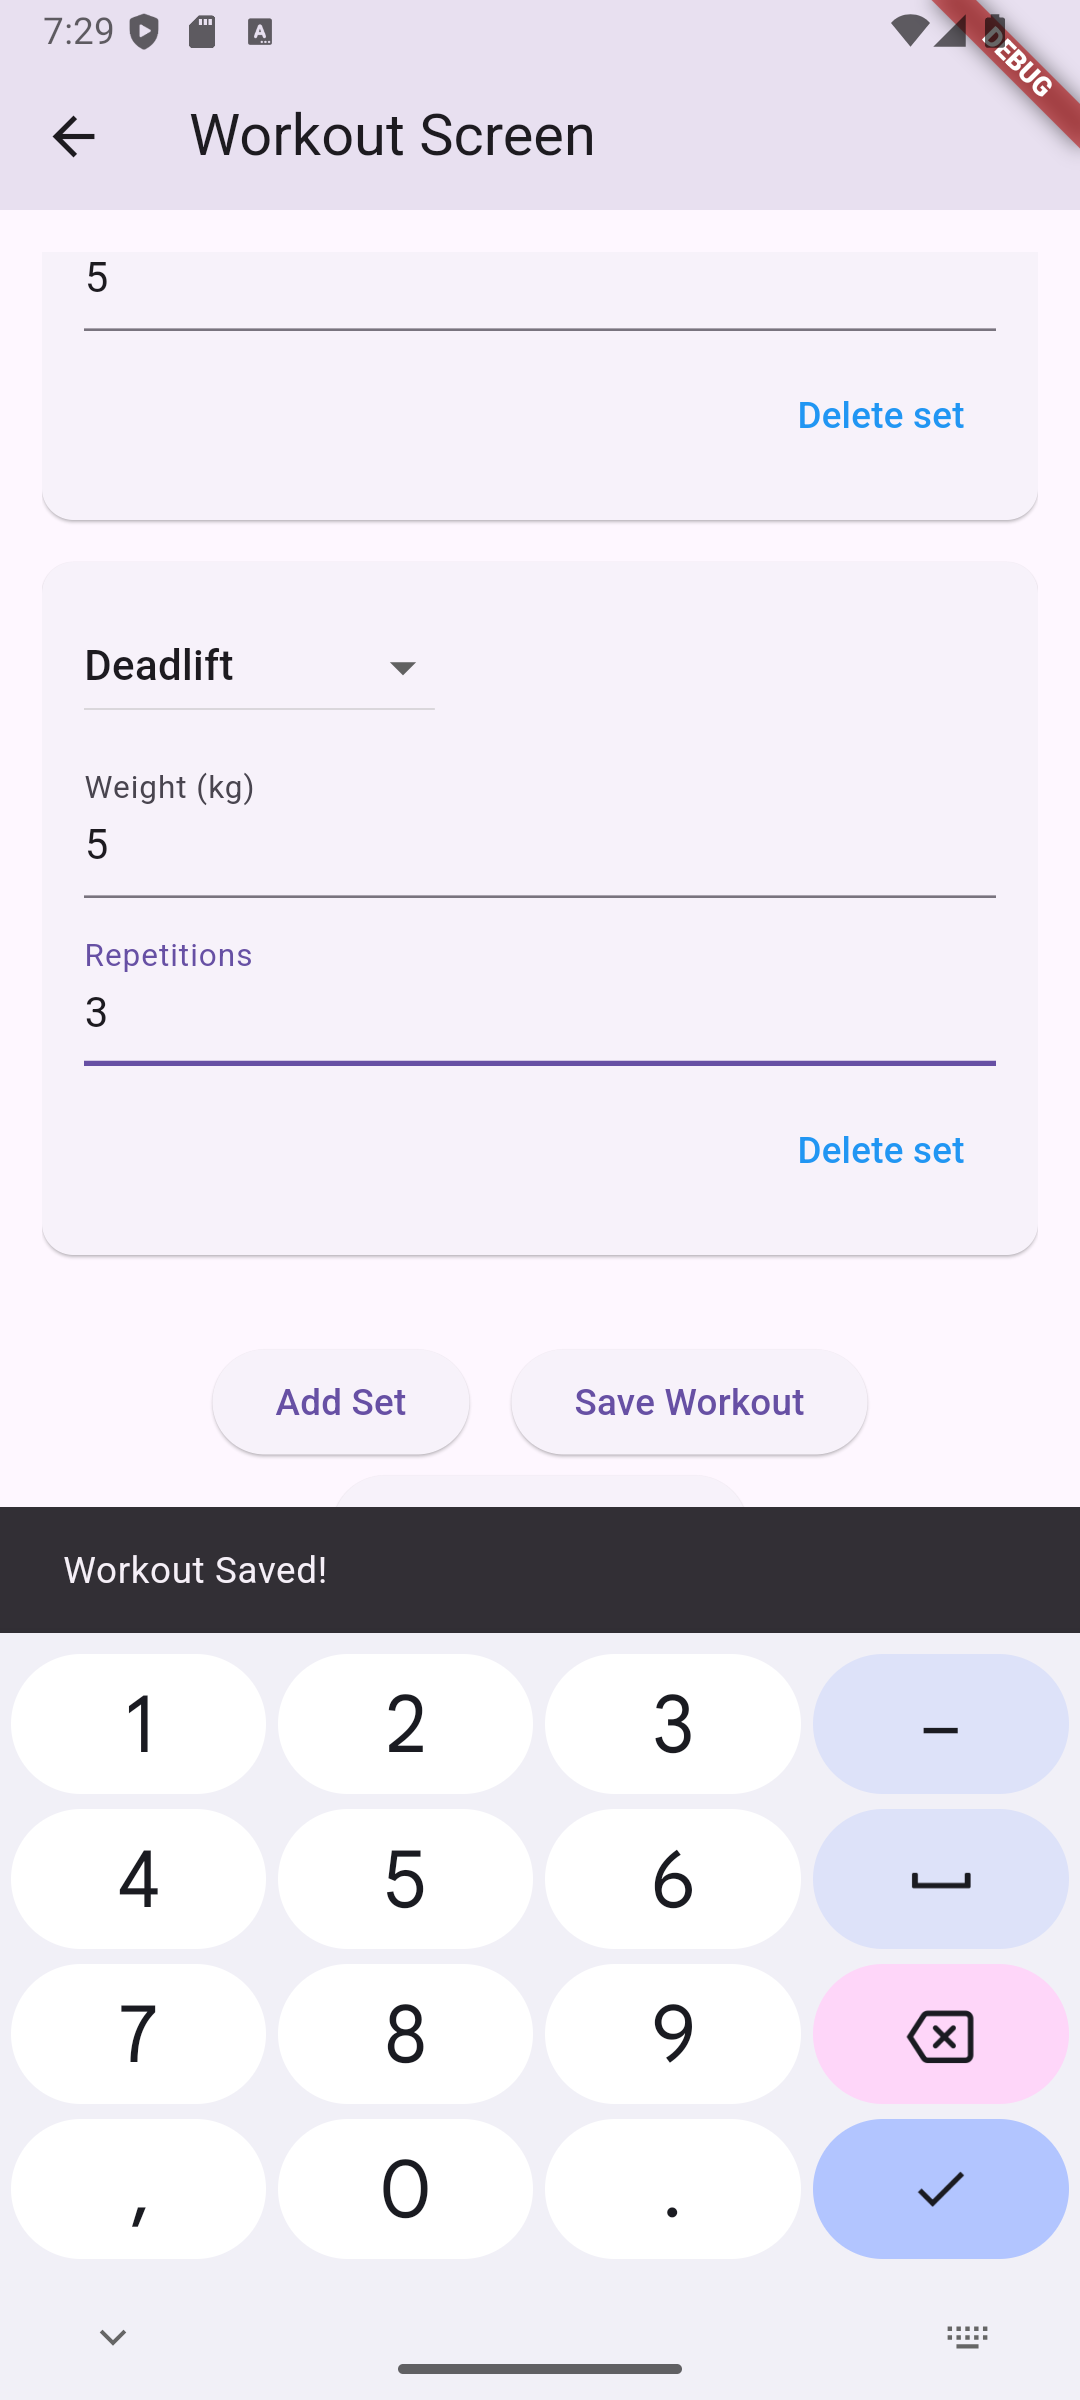 7:29
DEBUG
Workout Screen
5
Delete set
Deadlift
Weight (kg)
5
Repetitions
3
Delete set
Add Set Save Workout
Workout Saved!
1 2 3 –
4 5 6
7 8 9
, 0 .